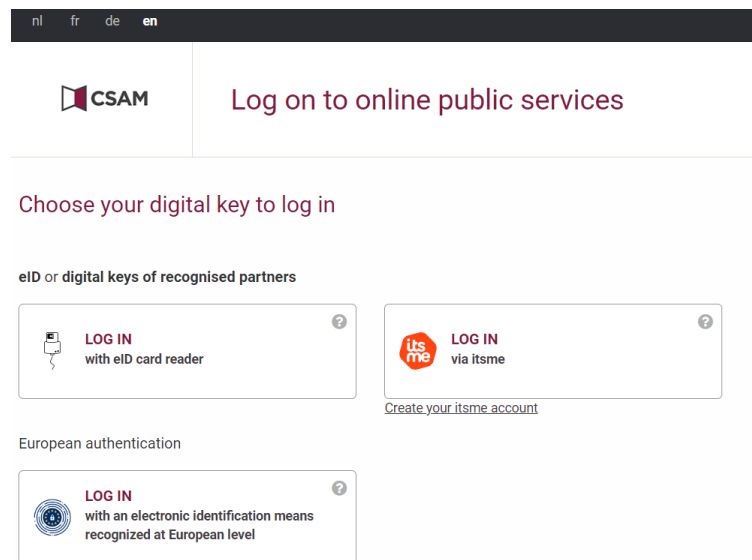 nl fr de en
CSAM
Log on to online public services
Choose your digital key to log in
eID or digital keys of recognised partners
LOG IN
with eID card reader
?
itsme
LOG IN
via itsme
?
Create your itsme account
European authentication
LOG IN
with an electronic identification means
recognized at European level
?